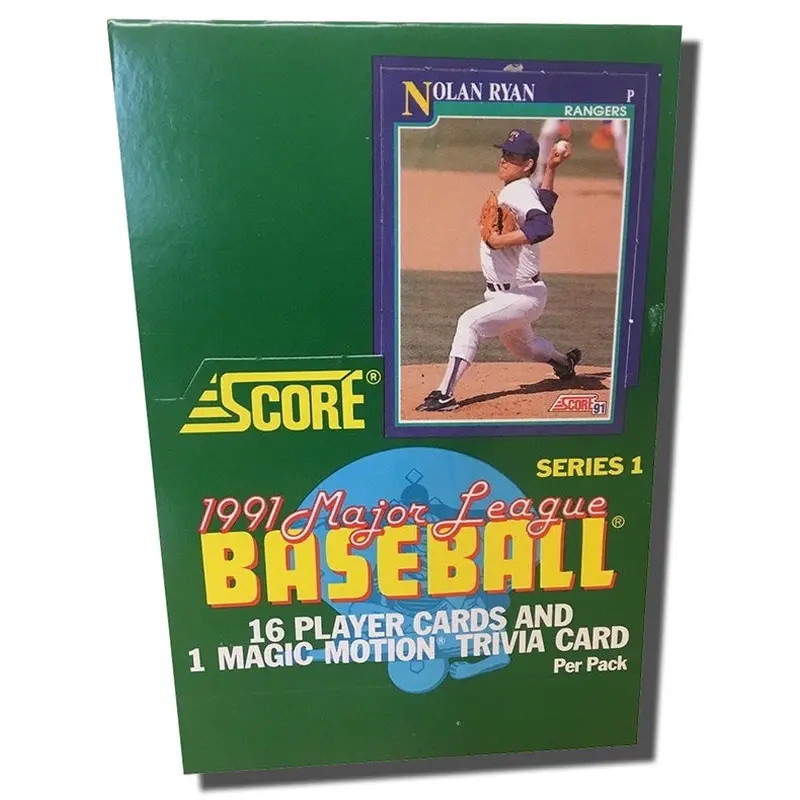 NOLAN RYAN P
RANGERS
SCORE 91
SCORE®
SERIES 1
1991 Major League
BASEBALL®
16 PLAYER CARDS AND
1 MAGIC MOTION® TRIVIA CARD
Per Pack